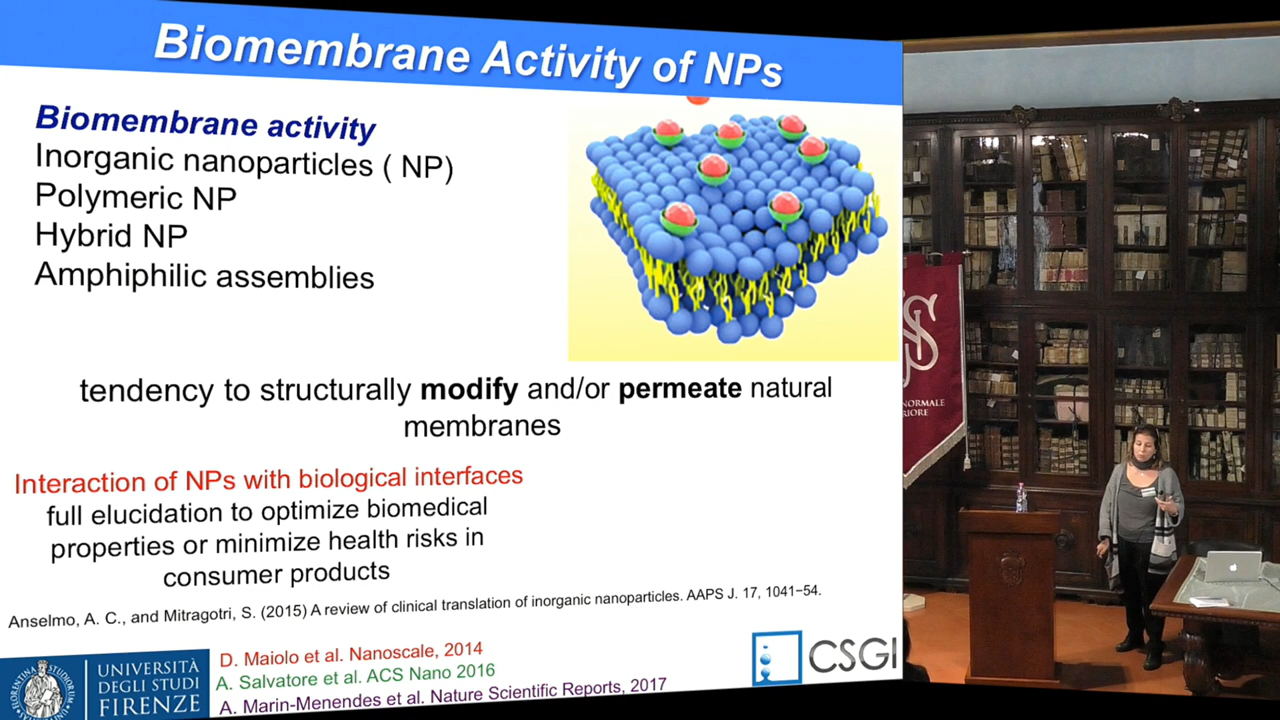 Biomembrane Activity of NPs
Biomembrane activity
Inorganic nanoparticles ( NP)
Polymeric NP
Hybrid NP
Amphiphilic assemblies
tendency to structurally modify and/or permeate natural
membranes
Interaction of NPs with biological interfaces
full elucidation to optimize biomedical
properties or minimize health risks in
consumer products
Anselmo, A. C., and Mitragotri, S. (2015) A review of clinical translation of inorganic nanoparticles. AAPS J. 17, 1041−54.
UNIVERSITÀ
DEGLI STUDI
FIRENZE
D. Maiolo et al. Nanoscale, 2014
A. Salvatore et al. ACS Nano 2016
A. Marin-Menendes et al. Nature Scientific Reports, 2017
CSGI
NORMALE
RIORE